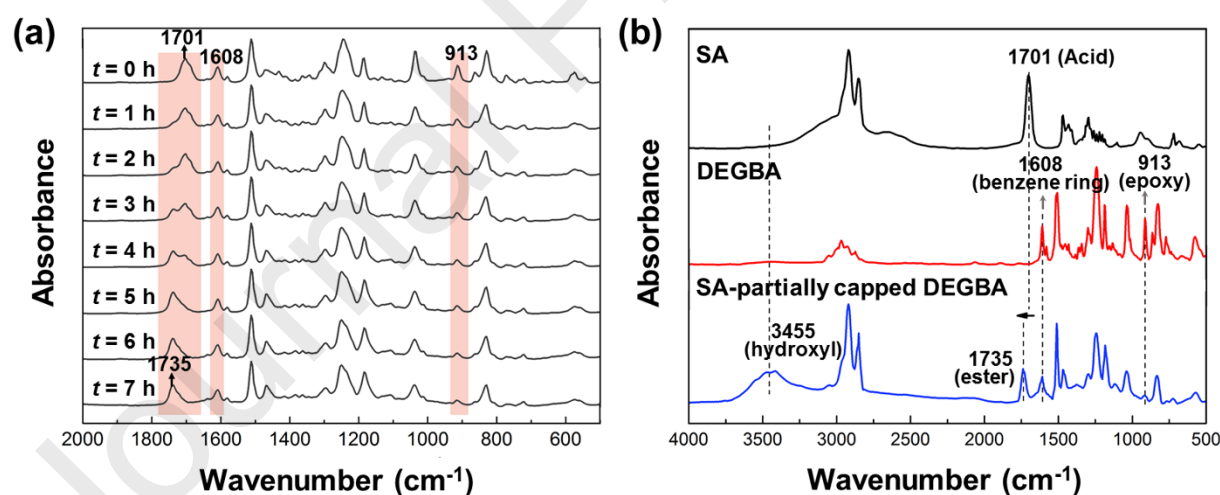 (a)
1701
1608
913
t = 0 h
t = 1 h
t = 2 h
t = 3 h
t = 4 h
t = 5 h
t = 6 h
1735
t = 7 h
Absorbance
2000 1800 1600 1400 1200 1000 800 600
Wavenumber (cm⁻¹)
(b)
SA
1701 (Acid)
DEGBA
1608
(benzene ring)
913
(epoxy)
SA-partially capped DEGBA
3455
(hydroxyl)
1735
(ester)
Absorbance
4000 3500 3000 2500 2000 1500 1000 500
Wavenumber (cm⁻¹)
Journal